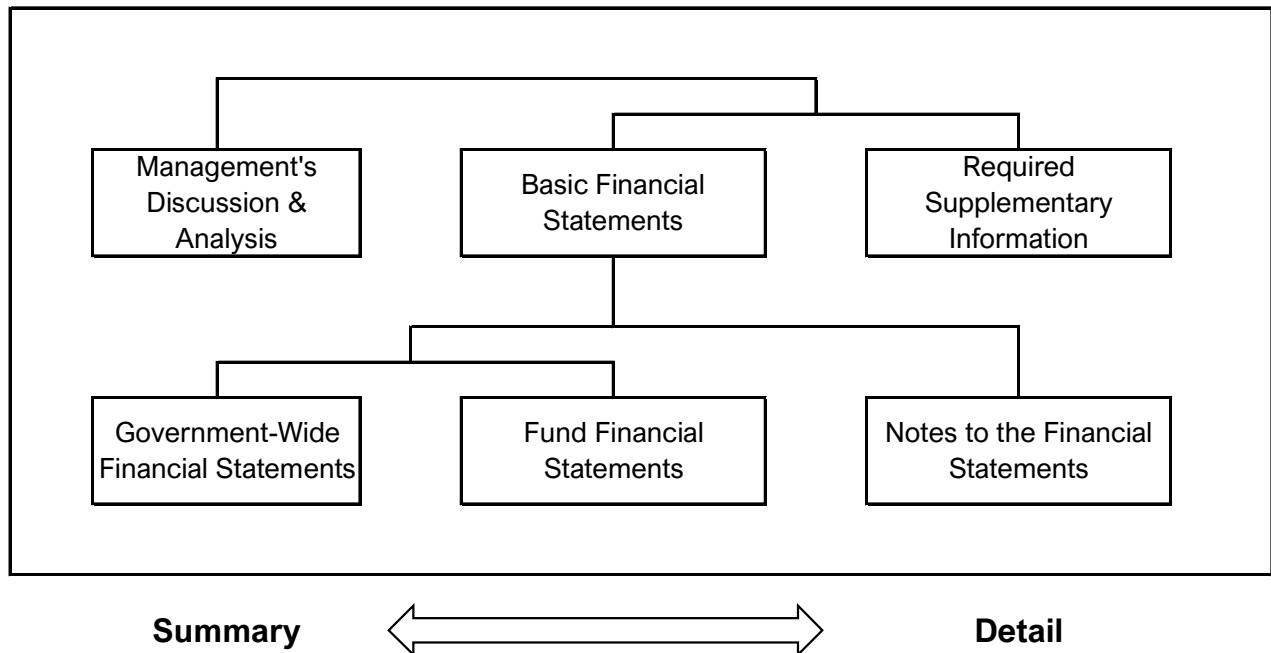 Management's
Discussion &
Analysis
Basic Financial
Statements
Required
Supplementary
Information
Government-Wide
Financial Statements
Fund Financial
Statements
Notes to the Financial
Statements
Summary
Detail